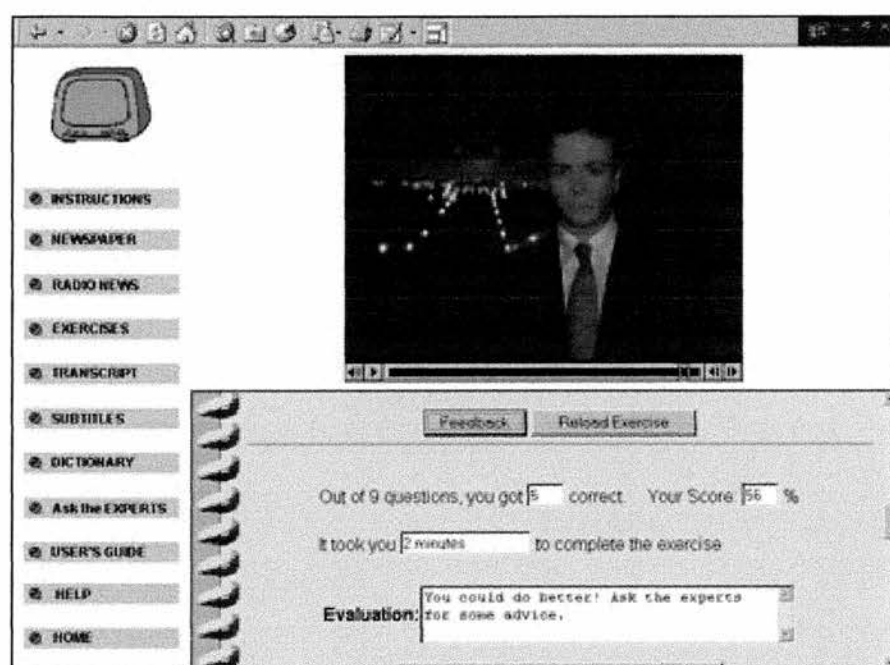 INSTRUCTIONS
NEWSPAPER
RADIO NEWS
EXERCISES
TRANSCRIPT
SUBTITLES
DICTIONARY
Ask the EXPERTS
USER'S GUIDE
HELP
HOME
Feedback Reload Exercise
Out of 9 questions, you got 5 correct Your Score: 56 %
It took you 2 minutes to complete the exercise
Evaluation: You could do better! Ask the experts
for some advice.